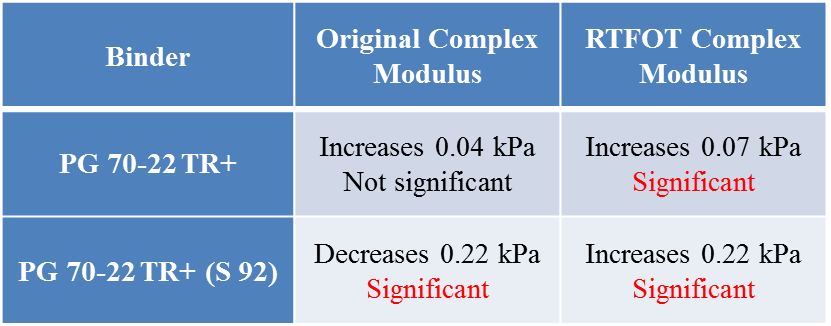 Binder
Original Complex
Modulus
RTFOT Complex
Modulus
PG 70-22 TR+
Increases 0.04 kPa
Not significant
Increases 0.07 kPa
Significant
PG 70-22 TR+ (S 92)
Decreases 0.22 kPa
Significant
Increases 0.22 kPa
Significant